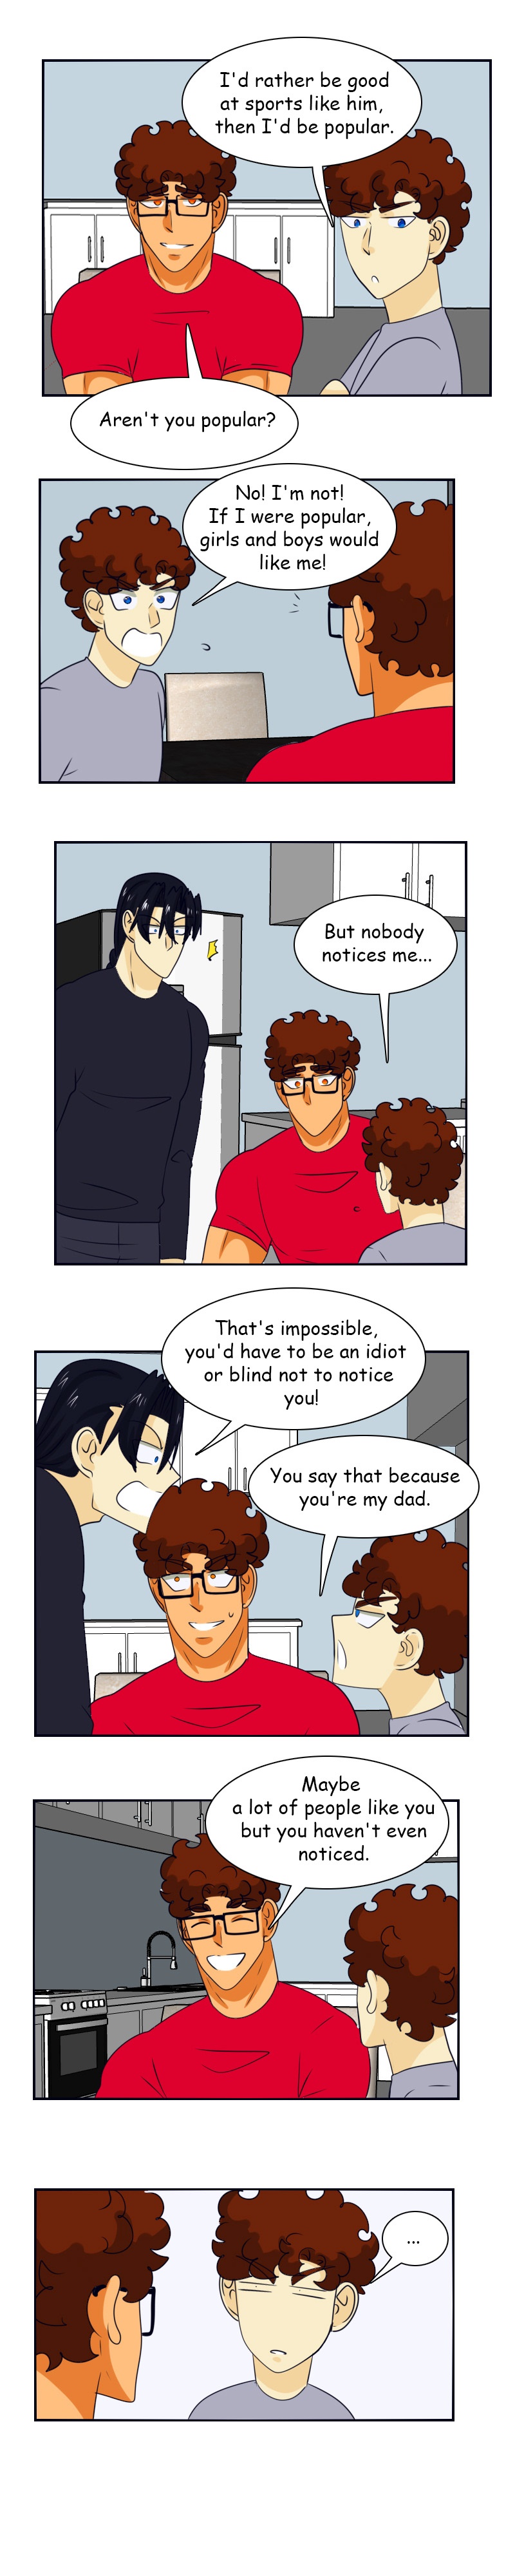 I'd rather be good
at sports like him,
then I'd be popular.
Aren't you popular?
No! I'm not!
If I were popular,
girls and boys would
like me!
But nobody
notices me...
That's impossible,
you'd have to be an idiot
or blind not to notice
you!
You say that because
you're my dad.
Maybe
a lot of people like you
but you haven't even
noticed.
...